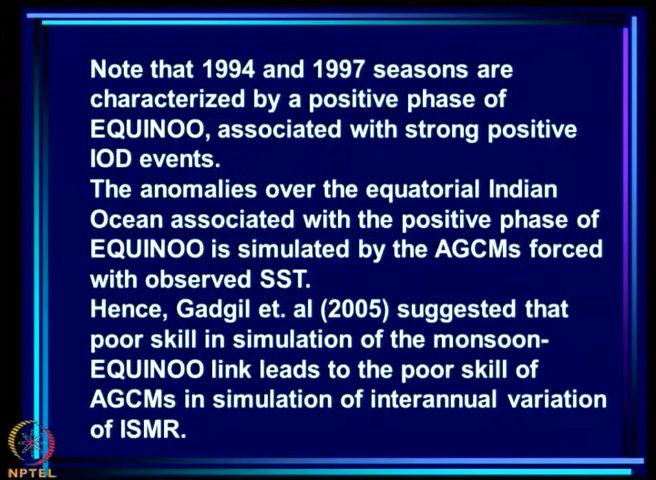 Note that 1994 and 1997 seasons are
characterized by a positive phase of
EQUINOO, associated with strong positive
IOD events.
The anomalies over the equatorial Indian
Ocean associated with the positive phase of
EQUINOO is simulated by the AGCMs forced
with observed SST.
Hence, Gadgil et. al (2005) suggested that
poor skill in simulation of the monsoon-
EQUINOO link leads to the poor skill of
AGCMs in simulation of interannual variation
of ISMR.
NPTEL